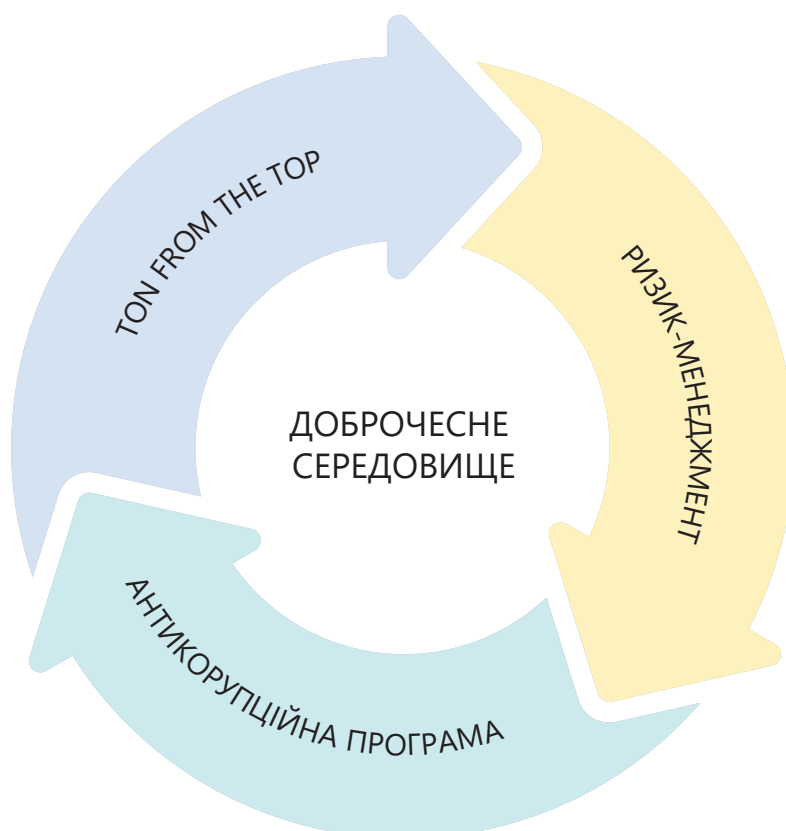 TON FROM THE TOP
РИЗИК-МЕНЕДЖМЕНТ
ДОБРОЧЕСНЕ
СЕРЕДОВИЩЕ
АНТИКОРУПЦІЙНА ПРОГРАМА